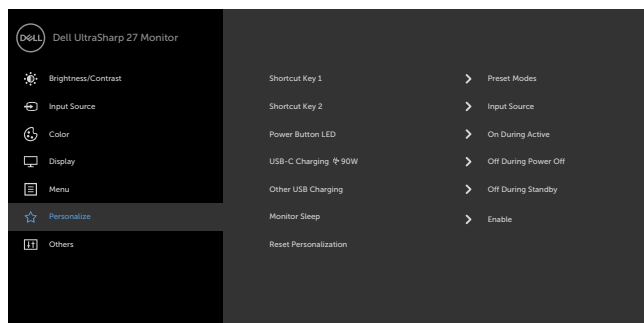 DELL Dell UltraSharp 27 Monitor
Brightness/Contrast Shortcut Key 1 Preset Modes
Input Source Shortcut Key 2 Input Source
Color Power Button LED On During Active
Display USB-C Charging 90W Off During Power Off
Menu Other USB Charging Off During Standby
Personalize Monitor Sleep Enable
Others Reset Personalization